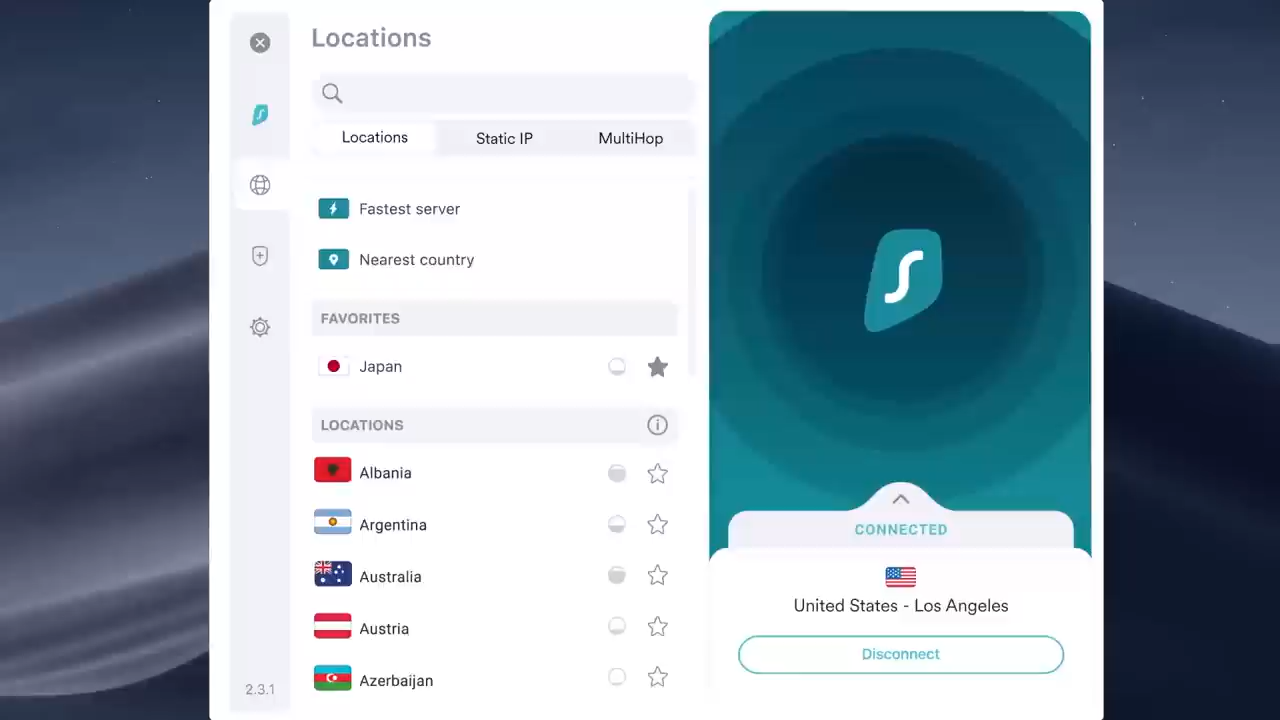 Locations
Locations
Static IP
MultiHop
Fastest server
Nearest country
FAVORITES
Japan
LOCATIONS
Albania
Argentina
Australia
Austria
Azerbaijan
2.3.1
CONNECTED
United States - Los Angeles
Disconnect